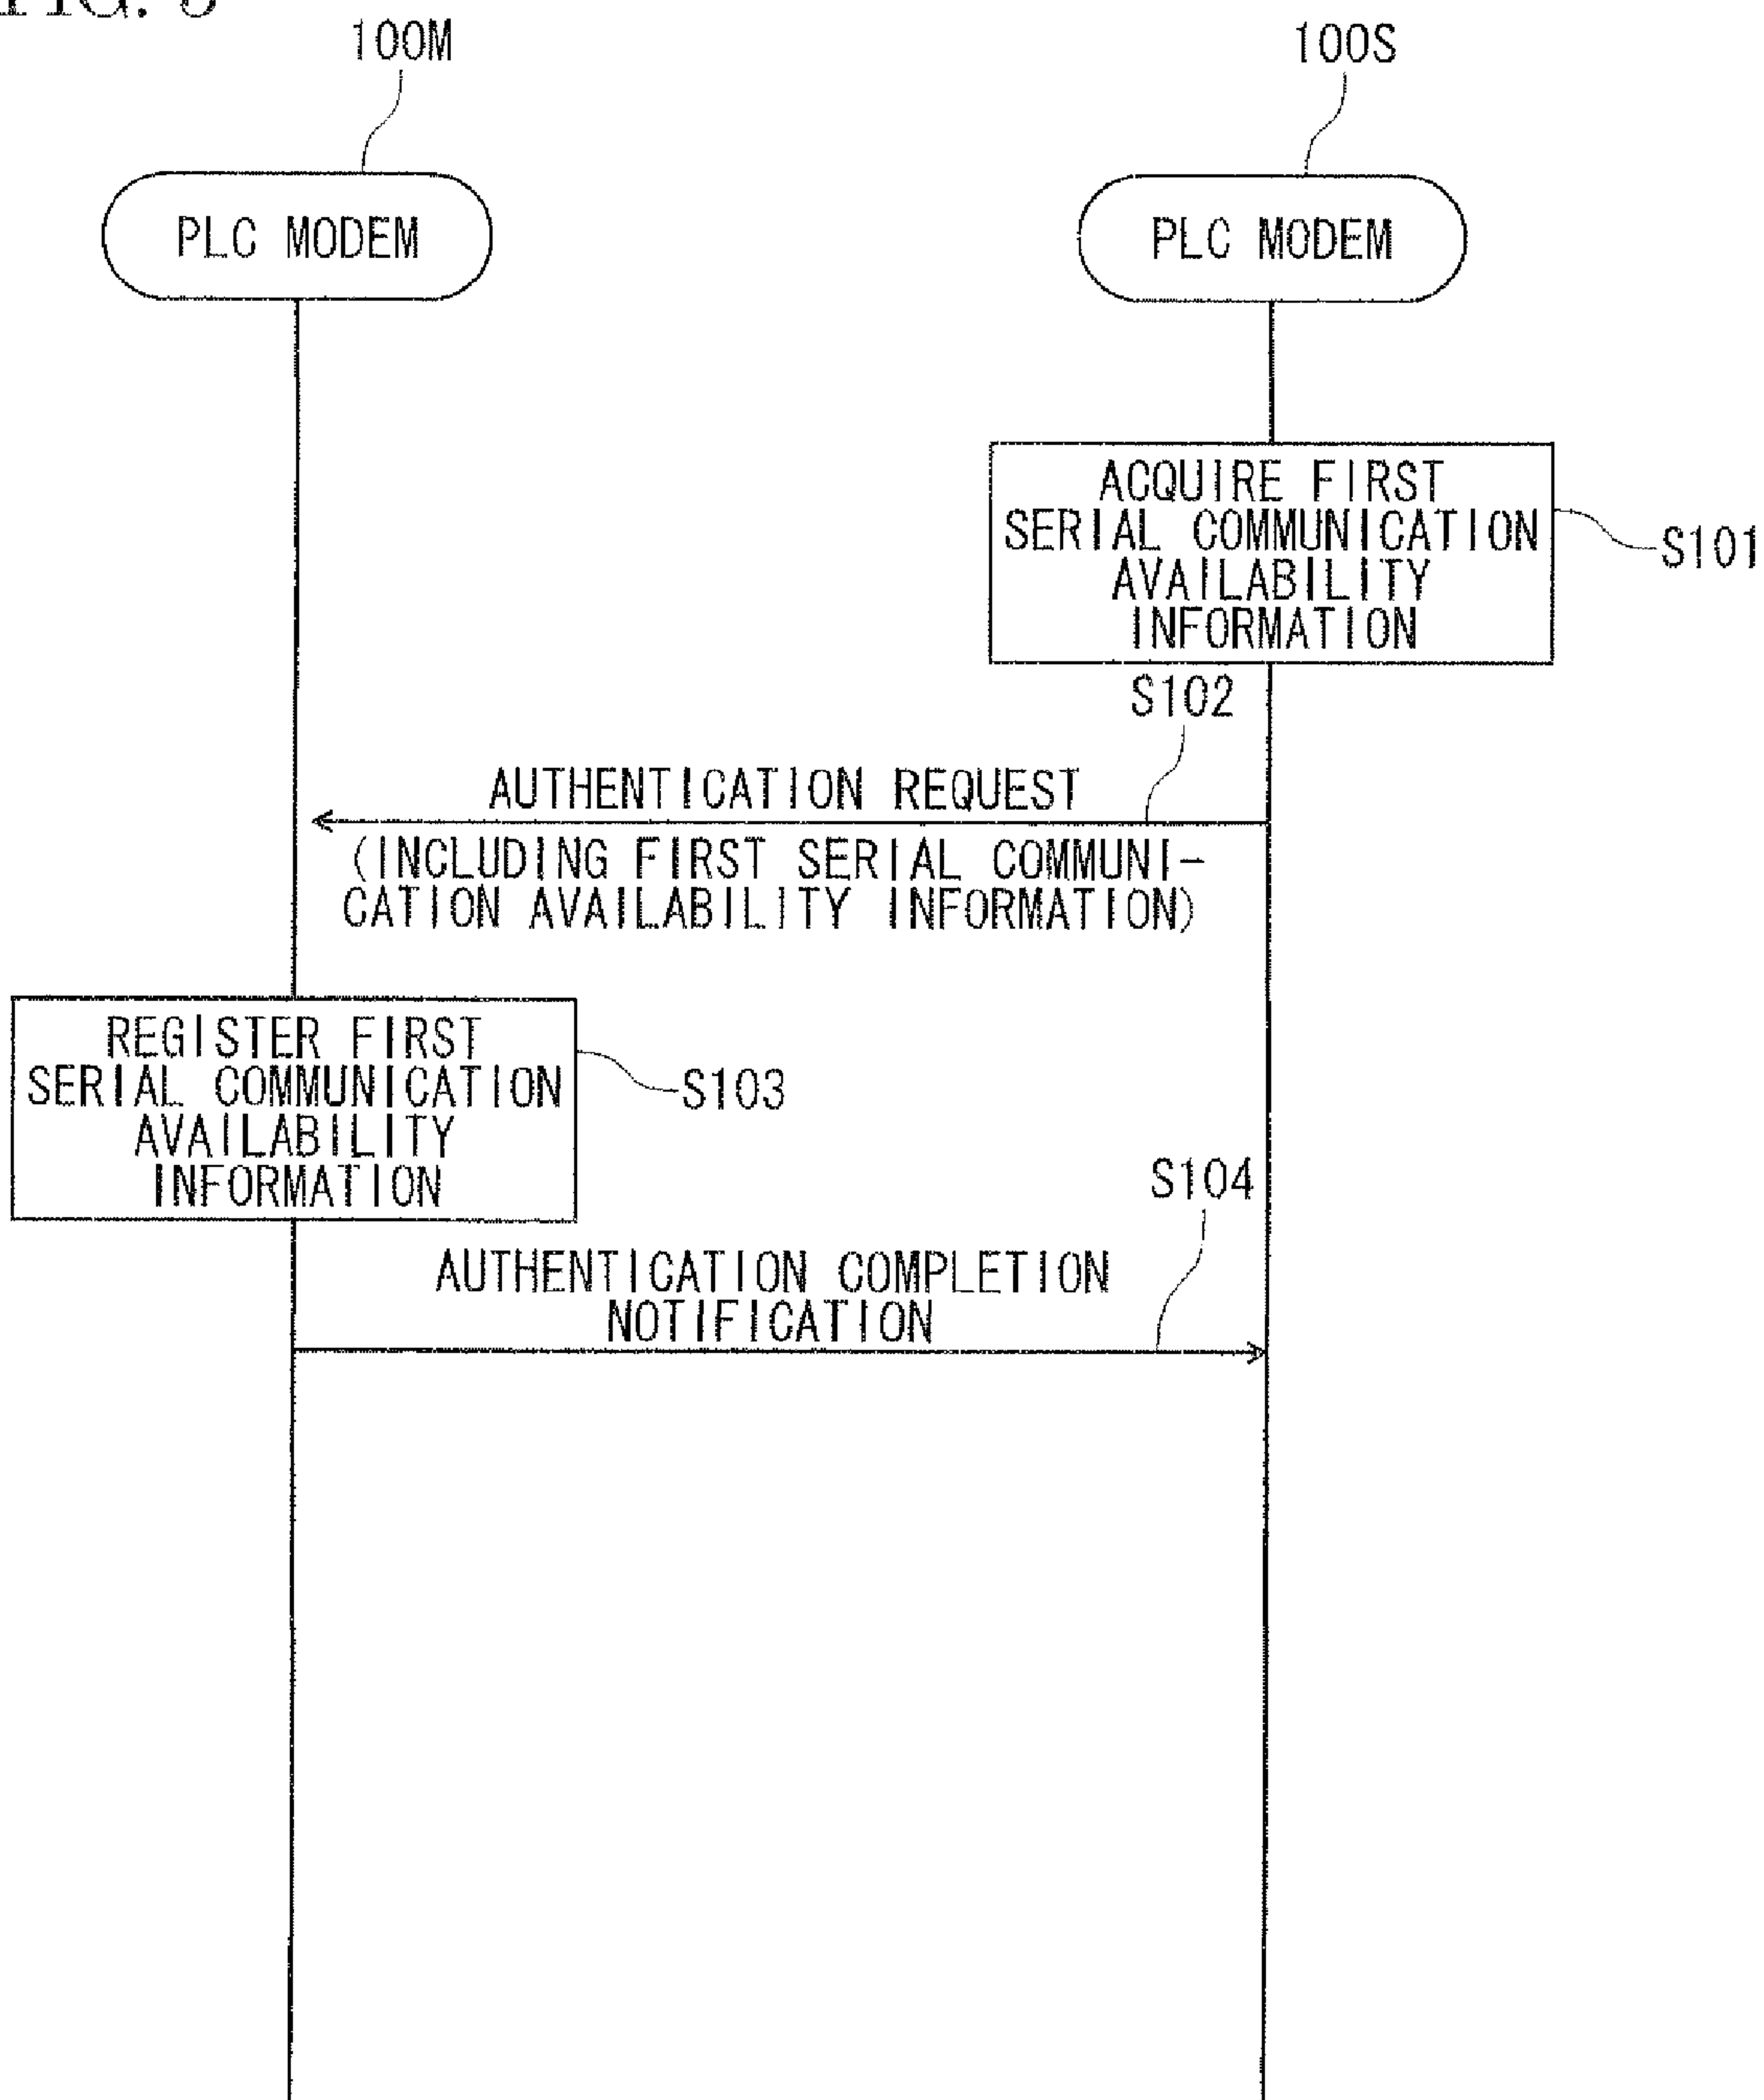 100M
100S
PLC MODEM
PLC MODEM
ACQUIRE FIRST
SERIAL COMMUNICATION
AVAILABILITY
INFORMATION
S101
S102
AUTHENTICATION REQUEST
(INCLUDING FIRST SERIAL COMMUNI-
CATION AVAILABILITY INFORMATION)
REGISTER FIRST
SERIAL COMMUNICATION
AVAILABILITY
INFORMATION
S103
S104
AUTHENTICATION COMPLETION
NOTIFICATION